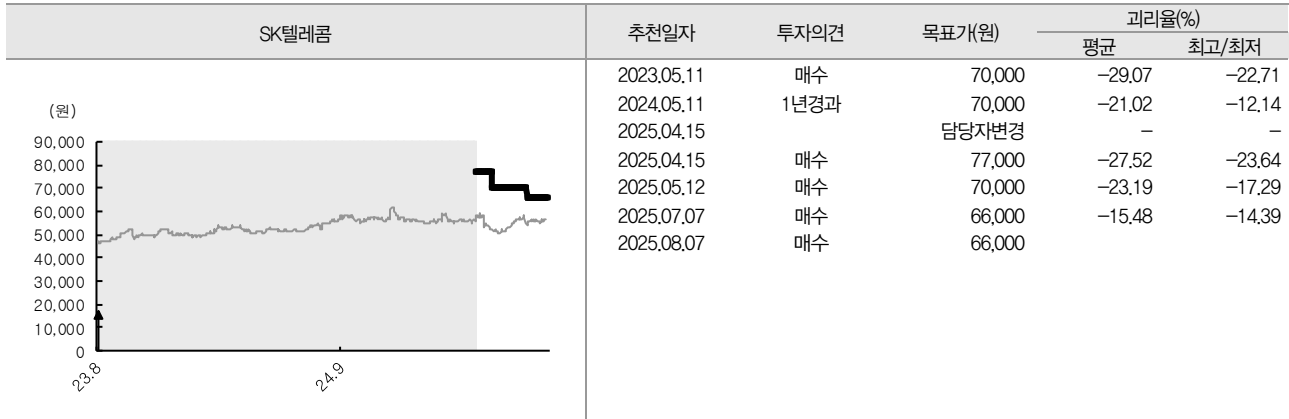 SK텔레콤 추천일자 투자의견 목표가(원) 괴리율(%)
평균 최고/최저
2023.05.11 매수 70,000 -29.07 -22.71
2024.05.11 1년경과 70,000 -21.02 -12.14
2025.04.15 담당자변경 - -
2025.04.15 매수 77,000 -27.52 -23.64
2025.05.12 매수 70,000 -23.19 -17.29
2025.07.07 매수 66,000 -15.48 -14.39
2025.08.07 매수 66,000
(원)
90,000
80,000
70,000
60,000
50,000
40,000
30,000
20,000
10,000
0
23.8 24.9